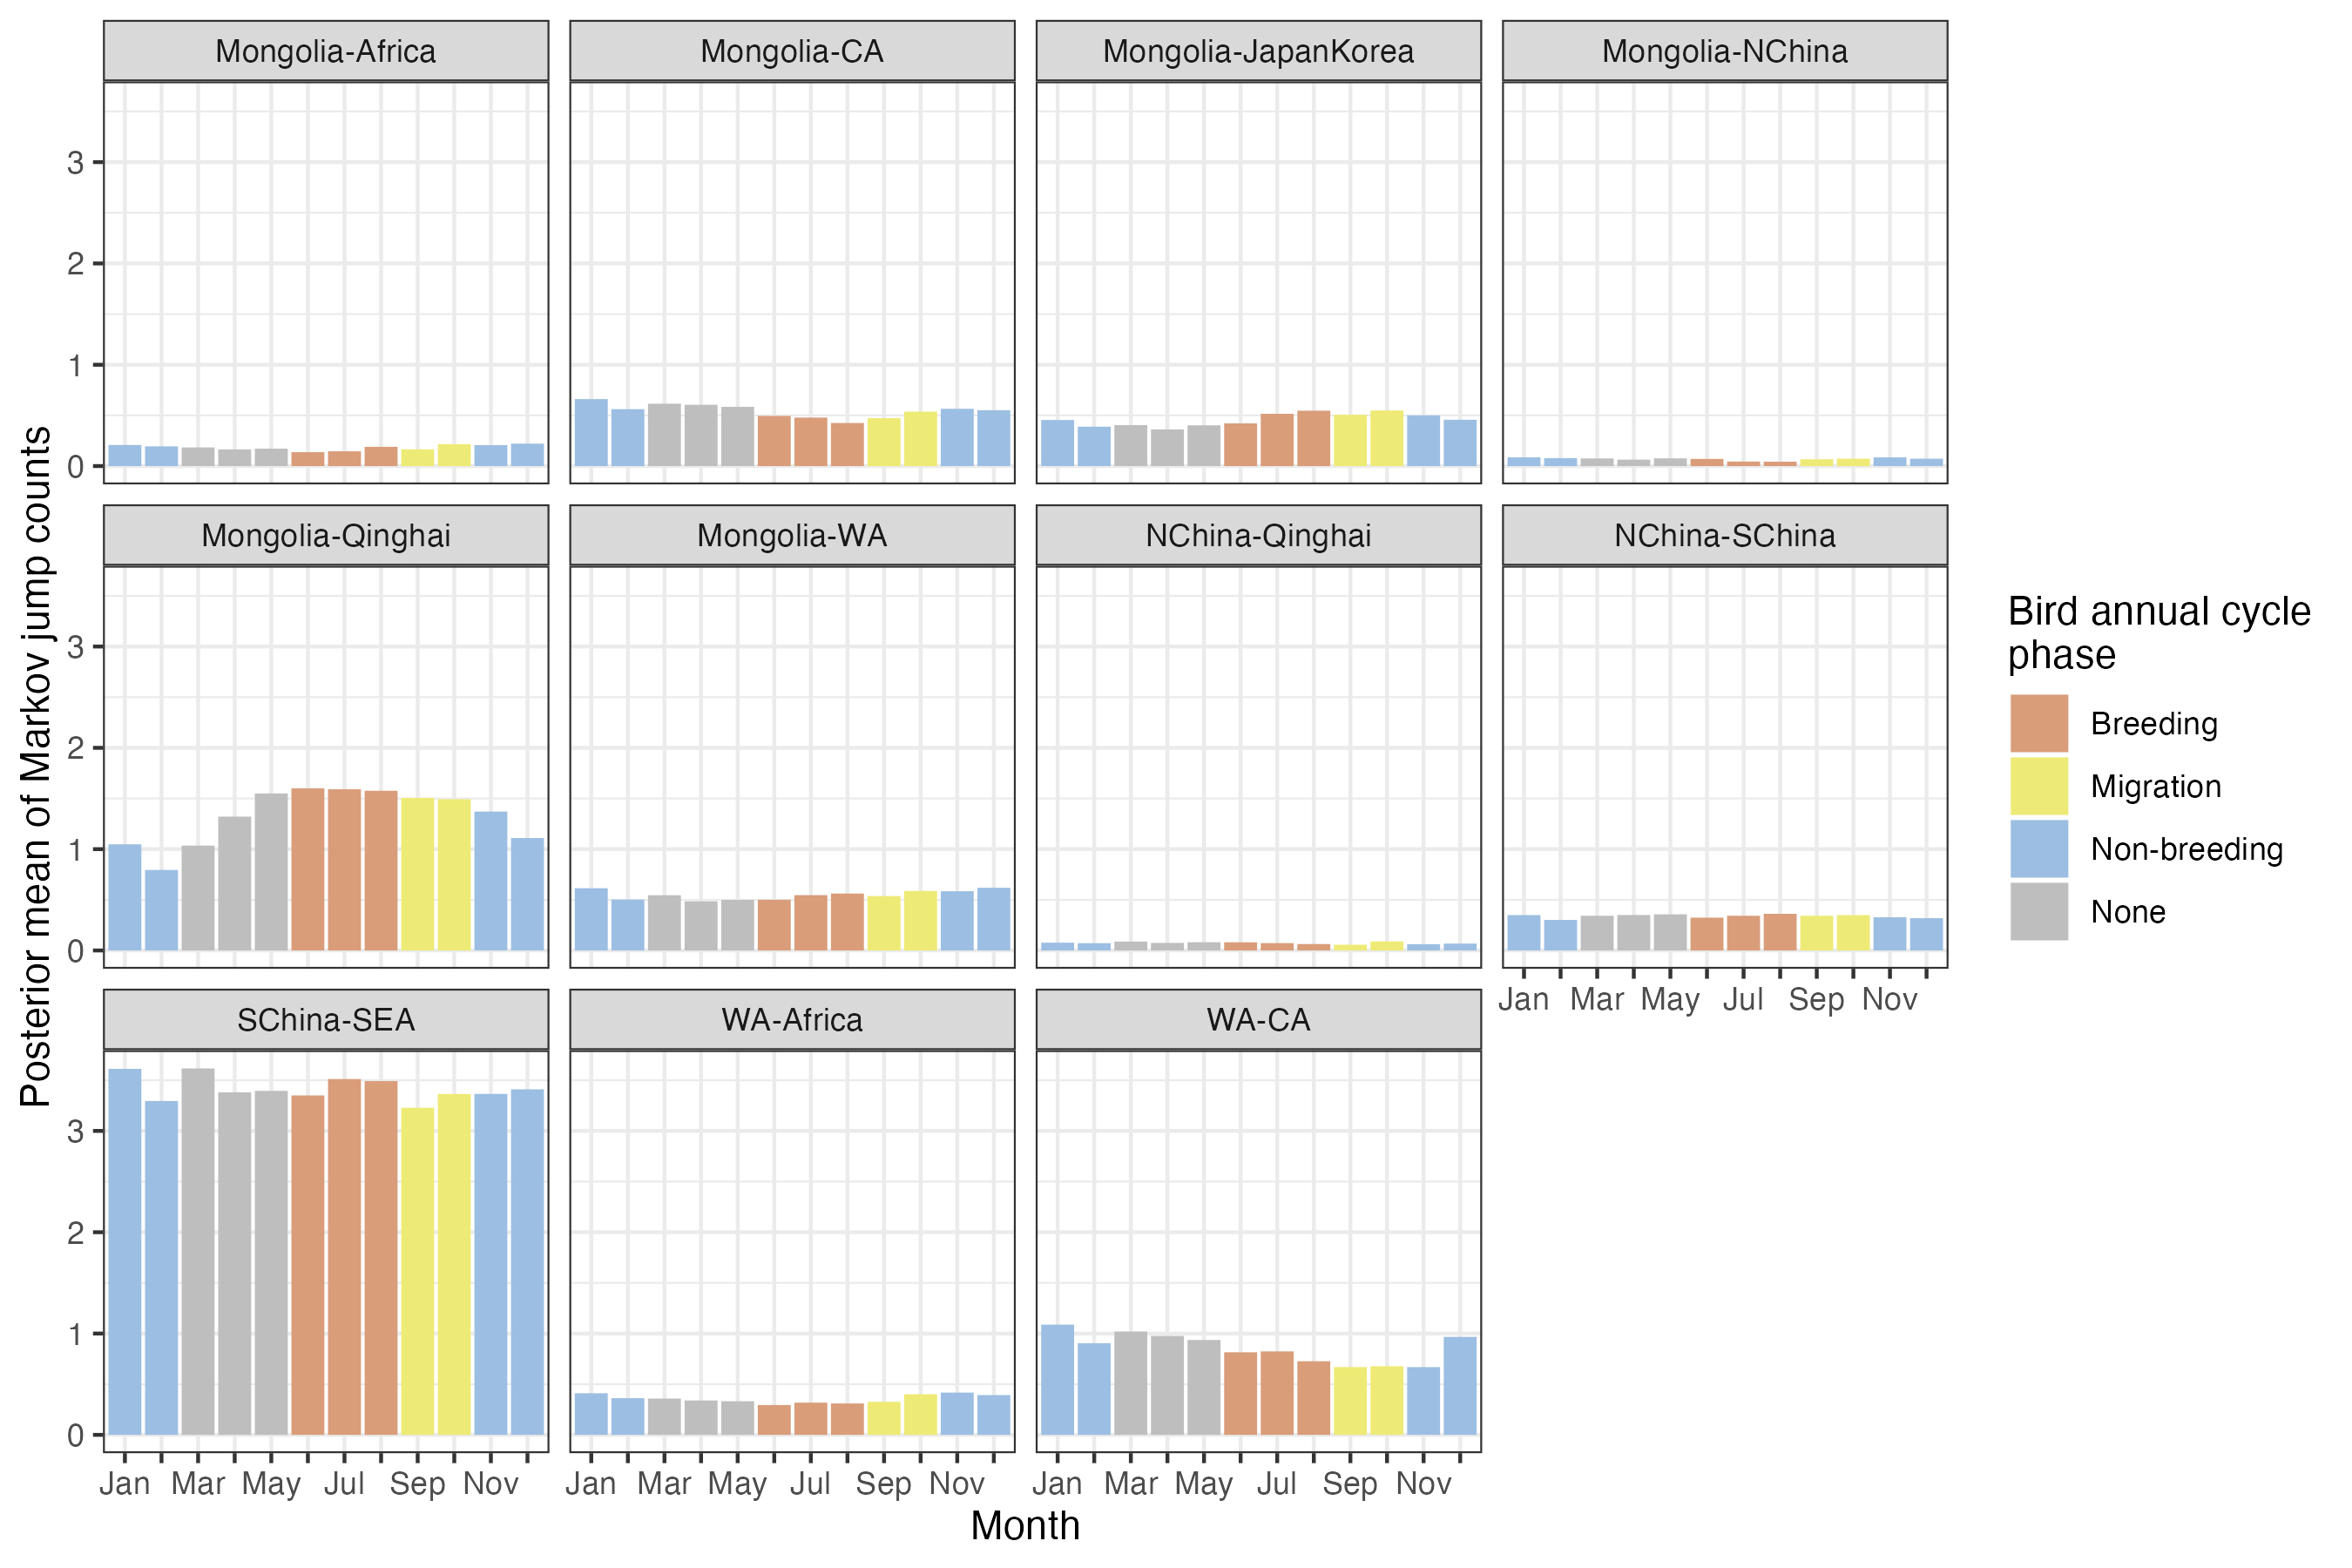 Mongolia-Africa
Mongolia-CA
Mongolia-JapanKorea
Mongolia-NChina
3
2
1
0
Mongolia-Qinghai
Mongolia-WA
NChina-Qinghai
NChina-SChina
3
2
1
0
Jan Mar May Jul Sep Nov
SChina-SEA
WA-Africa
WA-CA
3
2
1
0
Jan Mar May Jul Sep Nov
Jan Mar May Jul Sep Nov
Jan Mar May Jul Sep Nov
Month
Posterior mean of Markov jump counts
Bird annual cycle
phase
Breeding
Migration
Non-breeding
None